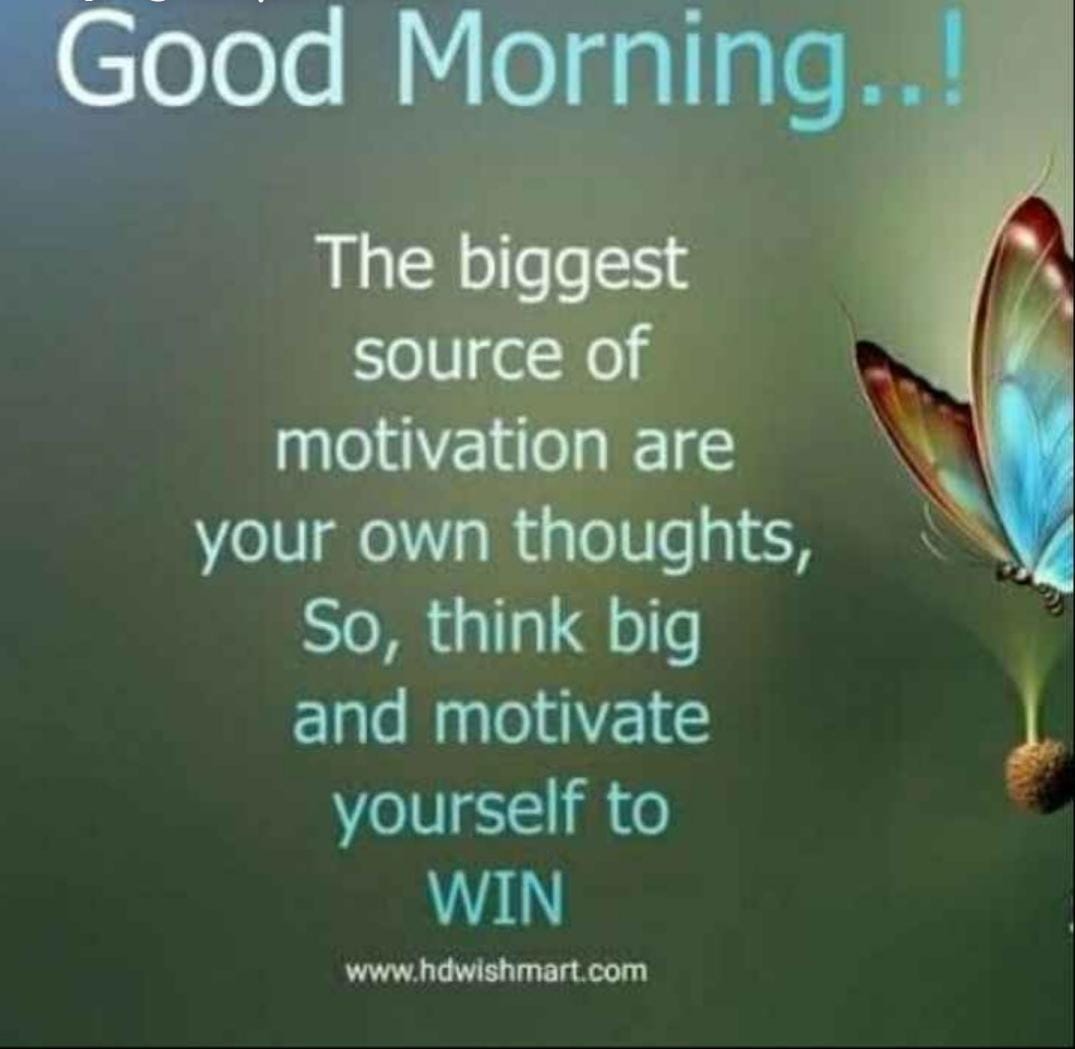 Good Morning..!
The biggest
source of
motivation are
your own thoughts,
So, think big
and motivate
yourself to
WIN
www.hdwishmart.com